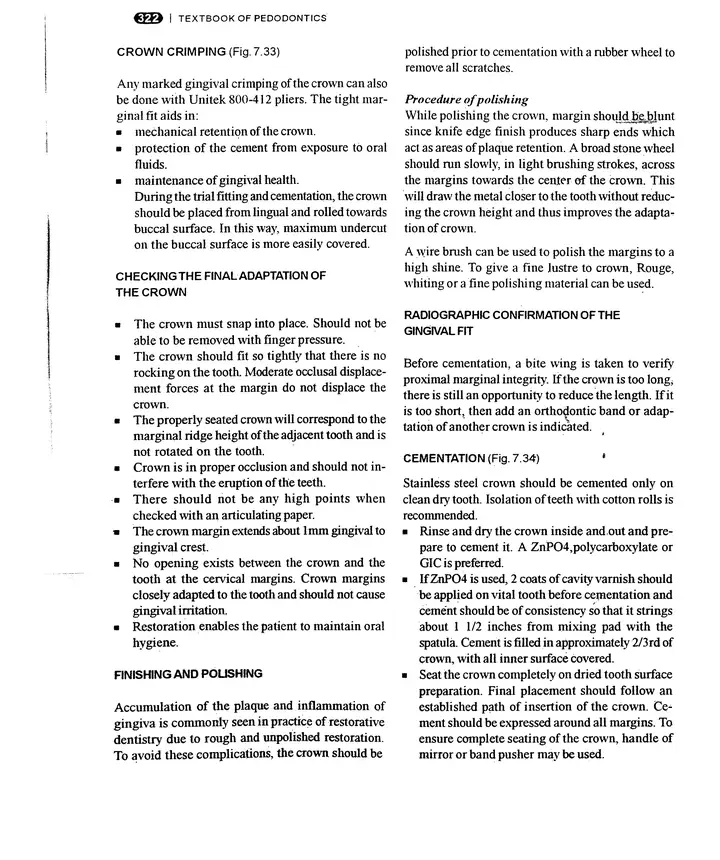 322 | TEXTBOOK OF PEDODONTICS
CROWN CRIMPING (Fig. 7.33)
Any marked gingival crimping of the crown can also
be done with Unitek 800-412 pliers. The tight mar-
ginal fit aids in:
■ mechanical retention of the crown.
■ protection of the cement from exposure to oral
fluids.
■ maintenance of gingival health.
During the trial fitting and cementation, the crown
should be placed from lingual and rolled towards
buccal surface. In this way, maximum undercut
on the buccal surface is more easily covered.
CHECKING THE FINAL ADAPTATION OF
THE CROWN
■ The crown must snap into place. Should not be
able to be removed with finger pressure.
■ The crown should fit so tightly that there is no
rocking on the tooth. Moderate occlusal displace-
ment forces at the margin do not displace the
crown.
■ The properly seated crown will correspond to the
marginal ridge height of the adjacent tooth and is
not rotated on the tooth.
■ Crown is in proper occlusion and should not in-
terfere with the eruption of the teeth.
■ There should not be any high points when
checked with an articulating paper.
■ The crown margin extends about 1mm gingival to
gingival crest.
■ No opening exists between the crown and the
tooth at the cervical margins. Crown margins
closely adapted to the tooth and should not cause
gingival irritation.
■ Restoration enables the patient to maintain oral
hygiene.
FINISHING AND POLISHING
Accumulation of the plaque and inflammation of
gingiva is commonly seen in practice of restorative
dentistry due to rough and unpolished restoration.
To avoid these complications, the crown should be
polished prior to cementation with a rubber wheel to
remove all scratches.
Procedure of polishing
While polishing the crown, margin should be blunt
since knife edge finish produces sharp ends which
act as areas of plaque retention. A broad stone wheel
should run slowly, in light brushing strokes, across
the margins towards the center of the crown. This
will draw the metal closer to the tooth without reduc-
ing the crown height and thus improves the adapta-
tion of crown.
A wire brush can be used to polish the margins to a
high shine. To give a fine lustre to crown, Rouge,
whiting or a fine polishing material can be used.
RADIOGRAPHIC CONFIRMATION OF THE
GINGIVAL FIT
Before cementation, a bite wing is taken to verify
proximal marginal integrity. If the crown is too long,
there is still an opportunity to reduce the length. If it
is too short, then add an orthodontic band or adap-
tation of another crown is indicated.
CEMENTATION (Fig. 7.34)
Stainless steel crown should be cemented only on
clean dry tooth. Isolation of teeth with cotton rolls is
recommended.
■ Rinse and dry the crown inside and out and pre-
pare to cement it. A ZnPO4,polycarboxylate or
GIC is preferred.
■ If ZnPO4 is used, 2 coats of cavity varnish should
be applied on vital tooth before cementation and
cement should be of consistency so that it strings
about 1 1/2 inches from mixing pad with the
spatula. Cement is filled in approximately 2/3rd of
crown, with all inner surface covered.
■ Seat the crown completely on dried tooth surface
preparation. Final placement should follow an
established path of insertion of the crown. Ce-
ment should be expressed around all margins. To
ensure complete seating of the crown, handle of
mirror or band pusher may be used.